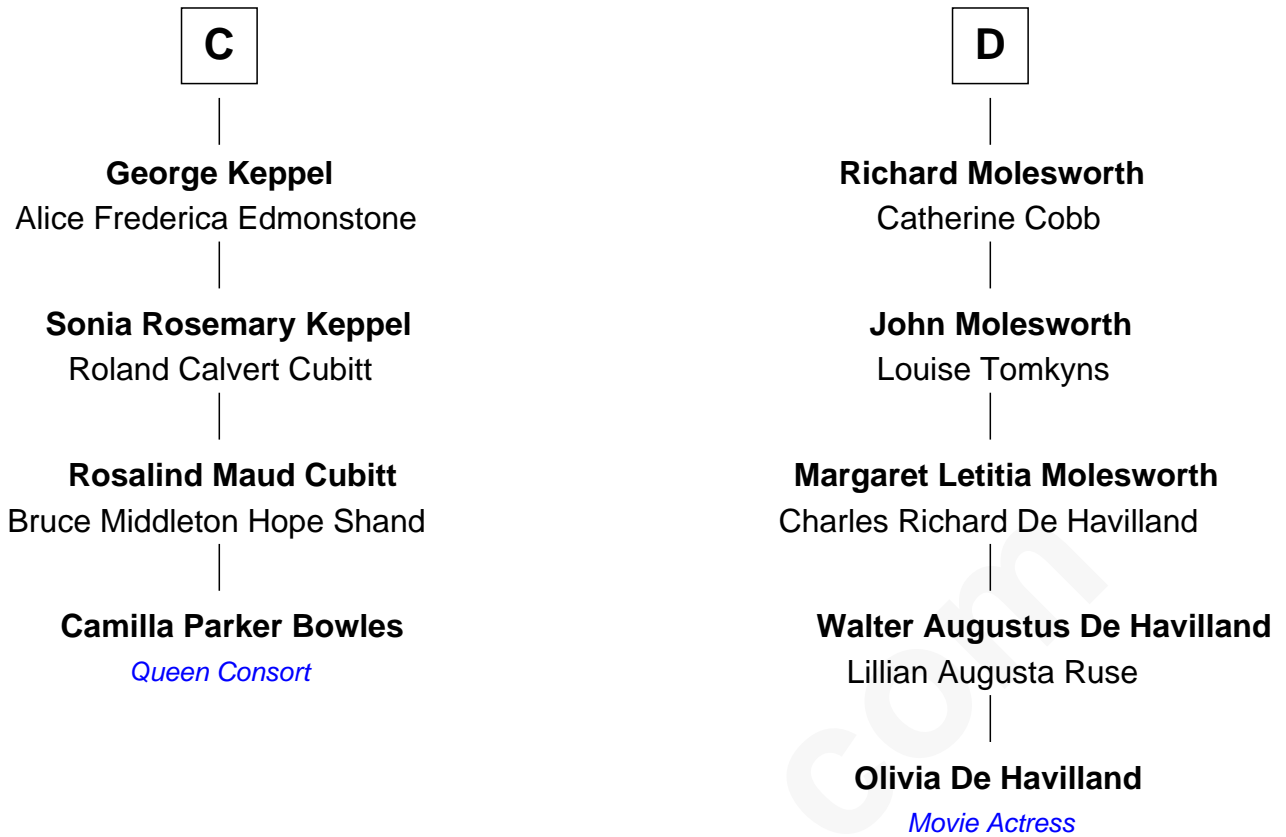 C
George Keppel
Alice Frederica Edmonstone
Sonia Rosemary Keppel
Roland Calvert Cubitt
Rosalind Maud Cubitt
Bruce Middleton Hope Shand
Camilla Parker Bowles
Queen Consort
D
Richard Molesworth
Catherine Cobb
John Molesworth
Louise Tomkyns
Margaret Letitia Molesworth
Charles Richard De Havilland
Walter Augustus De Havilland
Lillian Augusta Ruse
Olivia De Havilland
Movie Actress
com